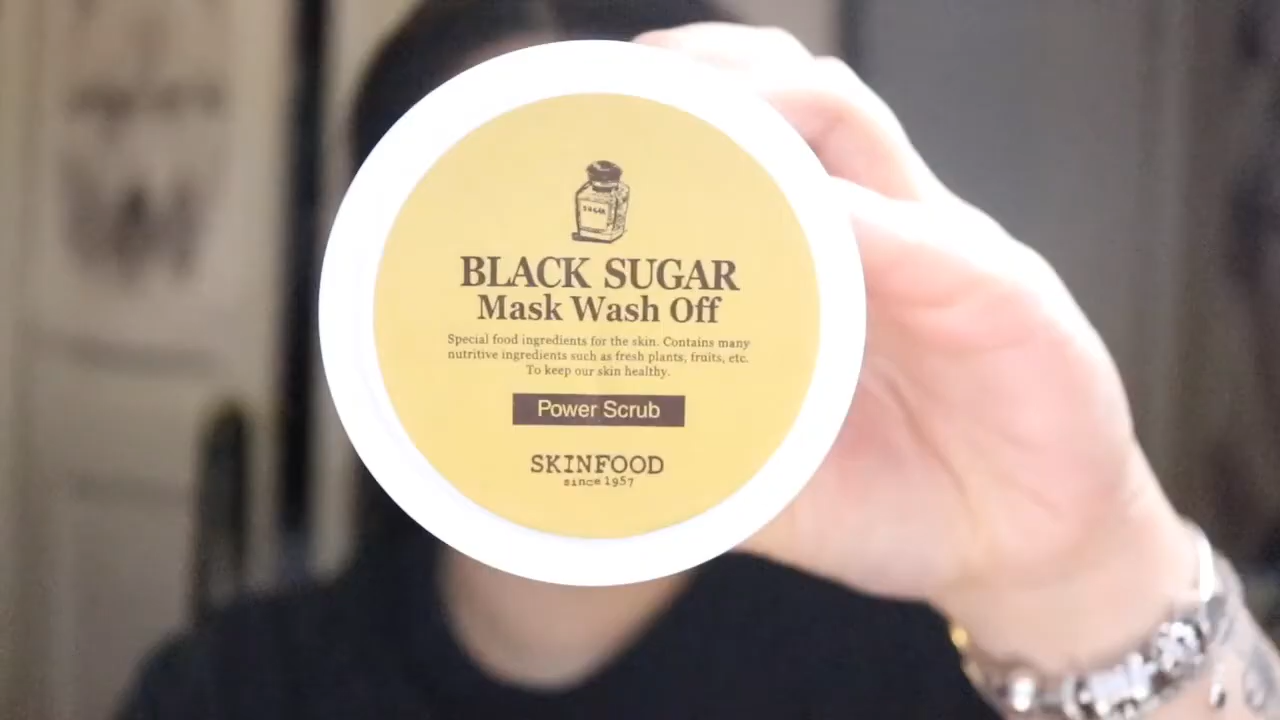 SUGAR
BLACK SUGAR
Mask Wash Off
Special food ingredients for the skin. Contains many
nutritive ingredients such as fresh plants, fruits, etc.
To keep our skin healthy.
Power Scrub
SKINFOOD
since 1957